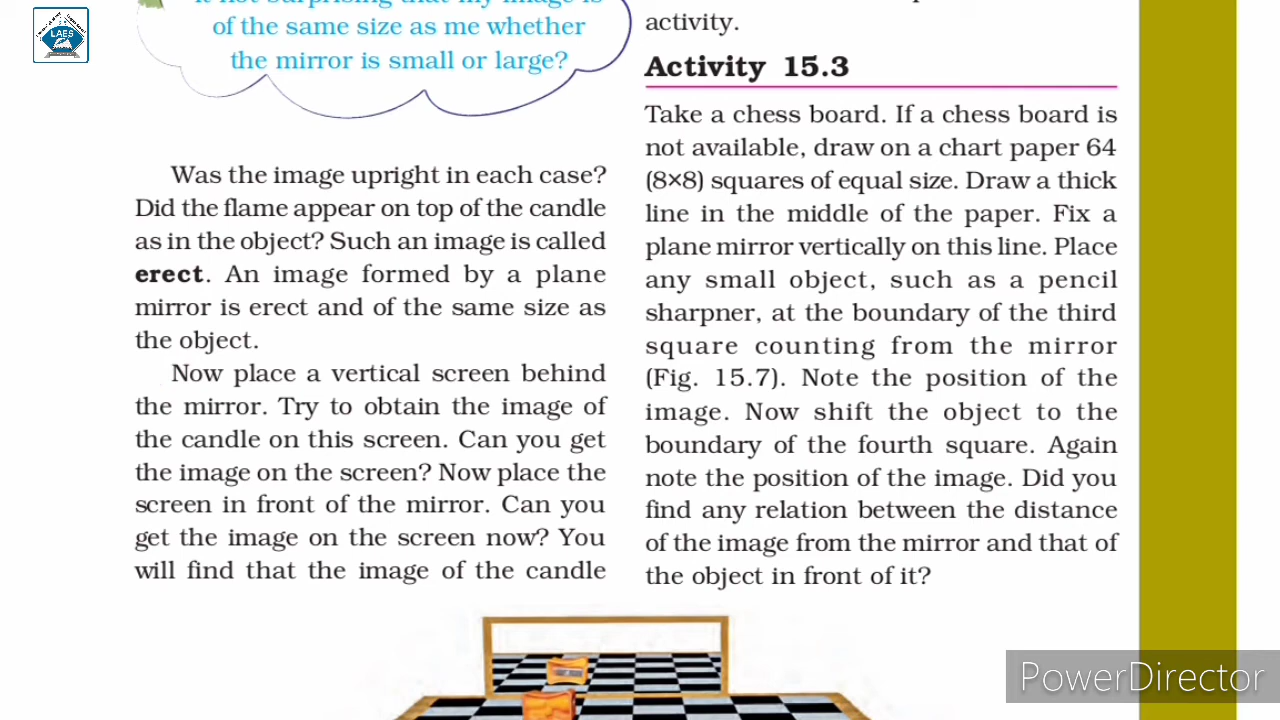 LAES
it not surprising that my image is
of the same size as me whether
the mirror is small or large?
Was the image upright in each case?
Did the flame appear on top of the candle
as in the object? Such an image is called
erect. An image formed by a plane
mirror is erect and of the same size as
the object.
Now place a vertical screen behind
the mirror. Try to obtain the image of
the candle on this screen. Can you get
the image on the screen? Now place the
screen in front of the mirror. Can you
get the image on the screen now? You
will find that the image of the candle
activity.
Activity 15.3
Take a chess board. If a chess board is
not available, draw on a chart paper 64
(8×8) squares of equal size. Draw a thick
line in the middle of the paper. Fix a
plane mirror vertically on this line. Place
any small object, such as a pencil
sharpner, at the boundary of the third
square counting from the mirror
(Fig. 15.7). Note the position of the
image. Now shift the object to the
boundary of the fourth square. Again
note the position of the image. Did you
find any relation between the distance
of the image from the mirror and that of
the object in front of it?
PowerDirector